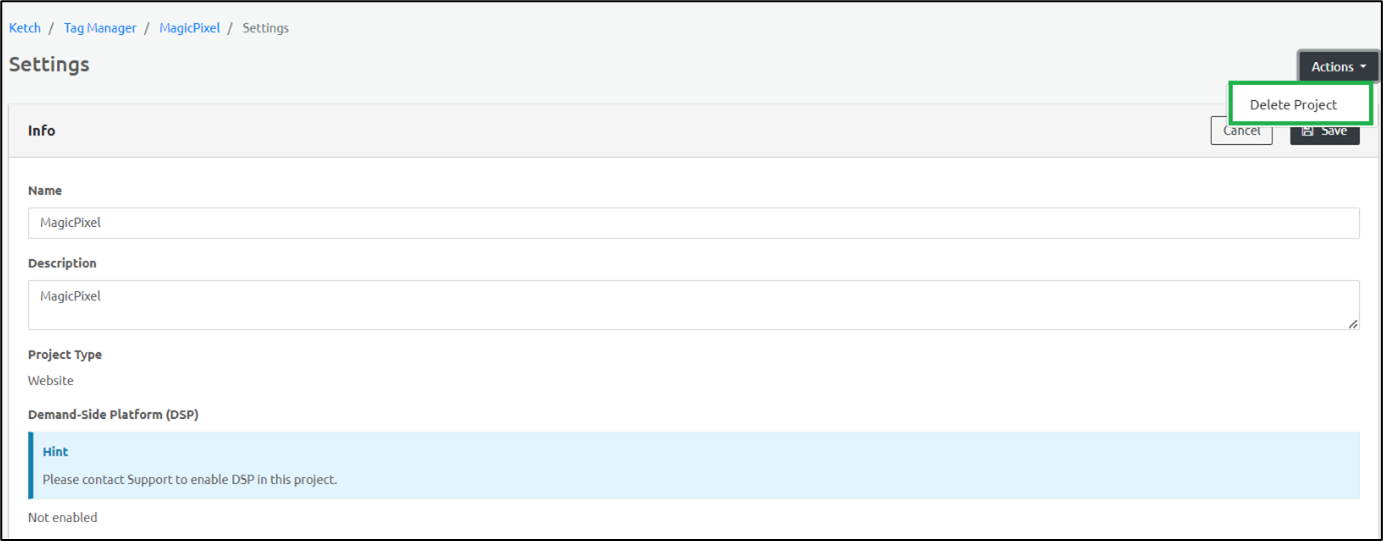 Ketch / Tag Manager / MagicPixel / Settings
Settings
Actions
Delete Project
Info
Cancel
Save
Name
MagicPixel
Description
MagicPixel
Project Type
Website
Demand-Side Platform (DSP)
Hint
Please contact Support to enable DSP in this project.
Not enabled